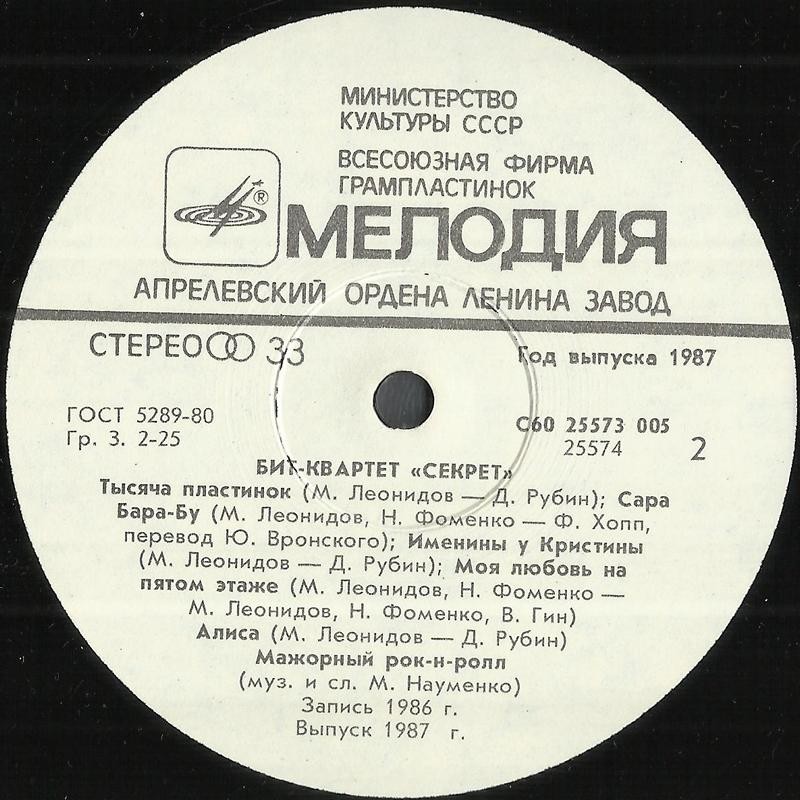 МИНИСТЕРСТВО
КУЛЬТУРЫ СССР
ВСЕСОЮЗНАЯ ФИРМА
ГРАМПЛАСТИНОК
®
МЕЛОДИЯ
АПРЕЛЕВСКИЙ ОРДЕНА ЛЕНИНА ЗАВОД
СТЕРЕО 33
Год выпуска 1987
ГОСТ 5289-80
Гр. 3. 2-25
С60 25573 005
25574
2
БИТ-КВАРТЕТ «СЕКРЕТ»
Тысяча пластинок (М. Леонидов — Д. Рубин); Сара
Бара-Бу (М. Леонидов, Н. Фоменко — Ф. Хопп,
перевод Ю. Вронского); Именины у Кристины
(М. Леонидов — Д. Рубин); Моя любовь на
пятом этаже (М. Леонидов, Н. Фоменко —
М. Леонидов, Н. Фоменко, В. Гин)
Алиса (М. Леонидов — Д. Рубин)
Мажорный рок-н-ролл
(муз. и сл. М. Науменко)
Запись 1986 г.
Выпуск 1987 г.